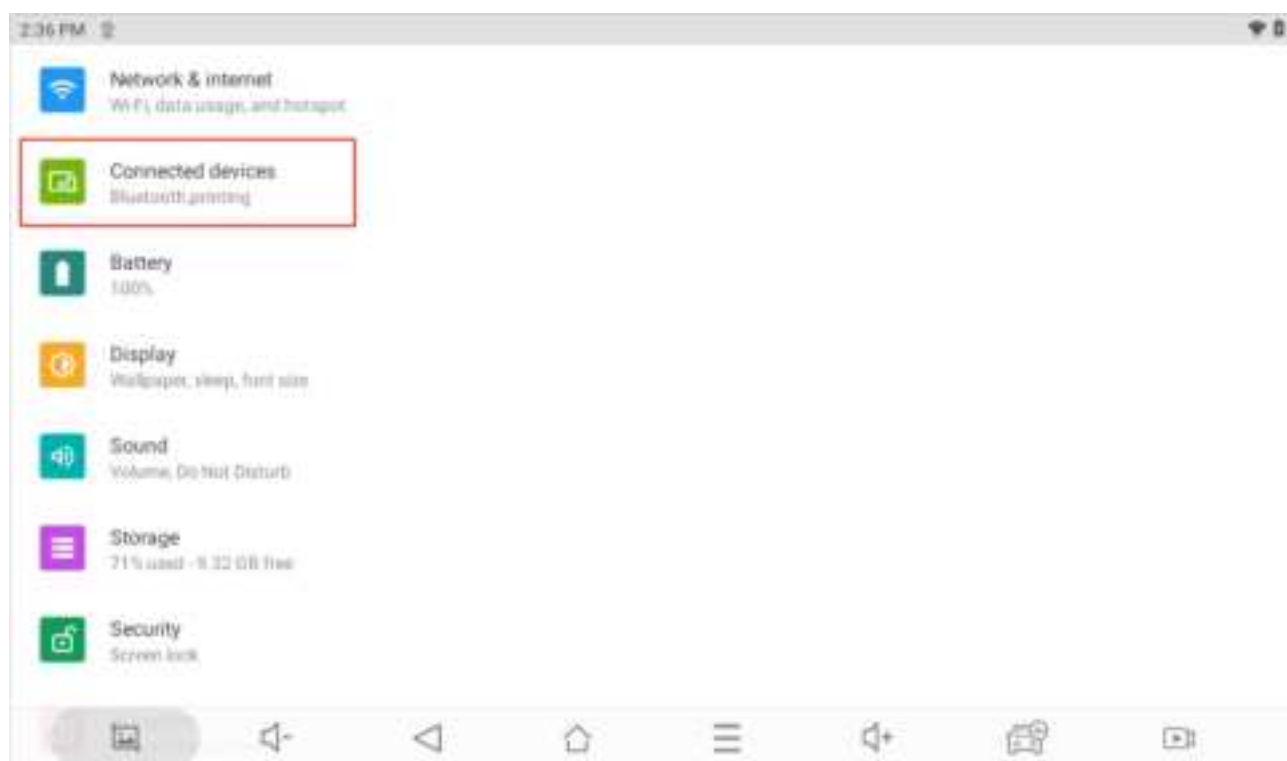 2:36 PM
Network & internet
Wi-Fi, data usage, and hotspot
Connected devices
Bluetooth, printing
Battery
100%
Display
Wallpaper, sleep, font size
Sound
Volume, Do Not Disturb
Storage
71% used - 9.32 GB free
Security
Screen lock